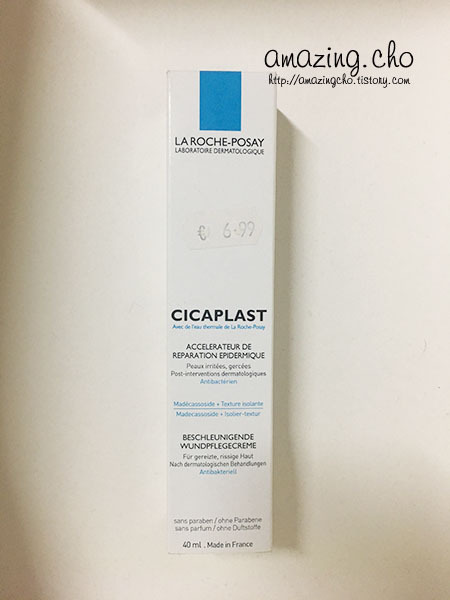 amazing.cho
http://amazingcho.tistory.com
LA ROCHE-POSAY
LABORATOIRE DERMATOLOGIQUE
€ 6.99
CICAPLAST
Avec de l'eau thermale de La Roche-Posay
ACCELERATEUR DE
REPARATION EPIDERMIQUE
Peaux irritées, gercées
Post-interventions dermatologiques
Antibactérien
Madécassoside + Texture isolante
Madecassoside + Isolier-textur
BESCHLEUNIGENDE
WUNDPFLEGECREME
Für gereizte, rissige Haut
Nach dermatologischen Behandlungen
Antibakteriell
sans paraben / ohne Parabene
sans parfum / ohne Duftstoffe
40 ml . Made in France